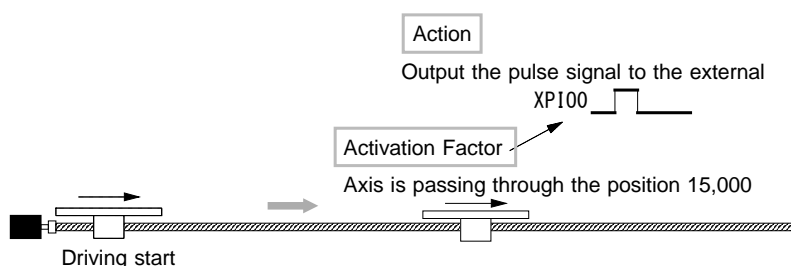 Action
Output the pulse signal to the external
XPI00
Activation Factor
Axis is passing through the position 15,000
Driving start